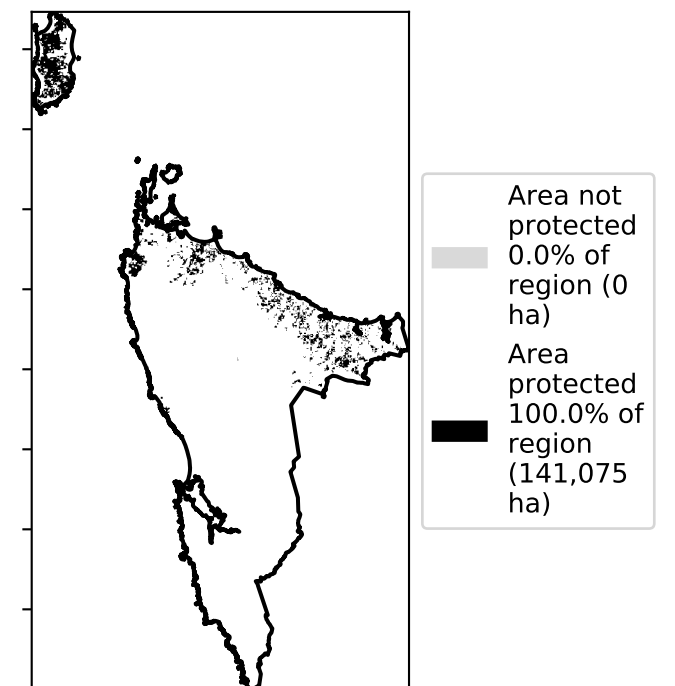 Area not
protected
0.0% of
region (0
ha)
Area
protected
100.0% of
region
(141,075
ha)